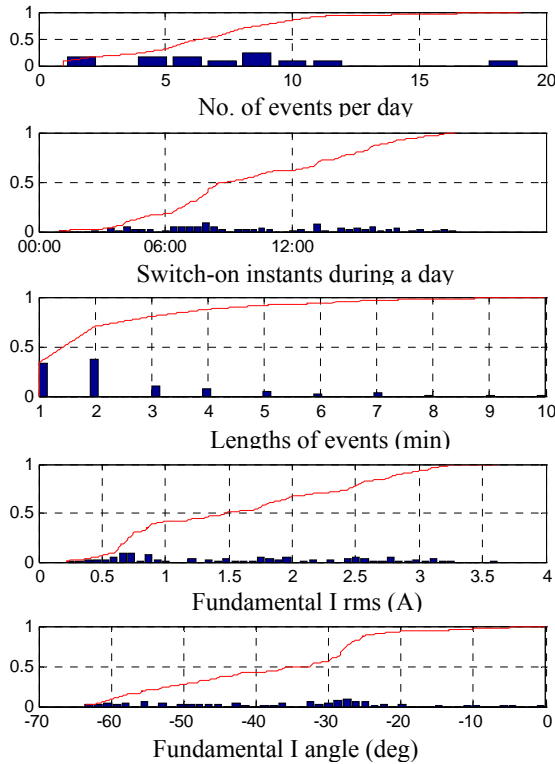 1
0.5
0
0 5 10 15 20
No. of events per day
1
0.5
0
00:00 06:00 12:00
Switch-on instants during a day
1
0.5
0
1 2 3 4 5 6 7 8 9 10
Lengths of events (min)
1
0.5
0
0 0.5 1 1.5 2 2.5 3 3.5 4
Fundamental I rms (A)
1
0.5
0
-70 -60 -50 -40 -30 -20 -10 0
Fundamental I angle (deg)